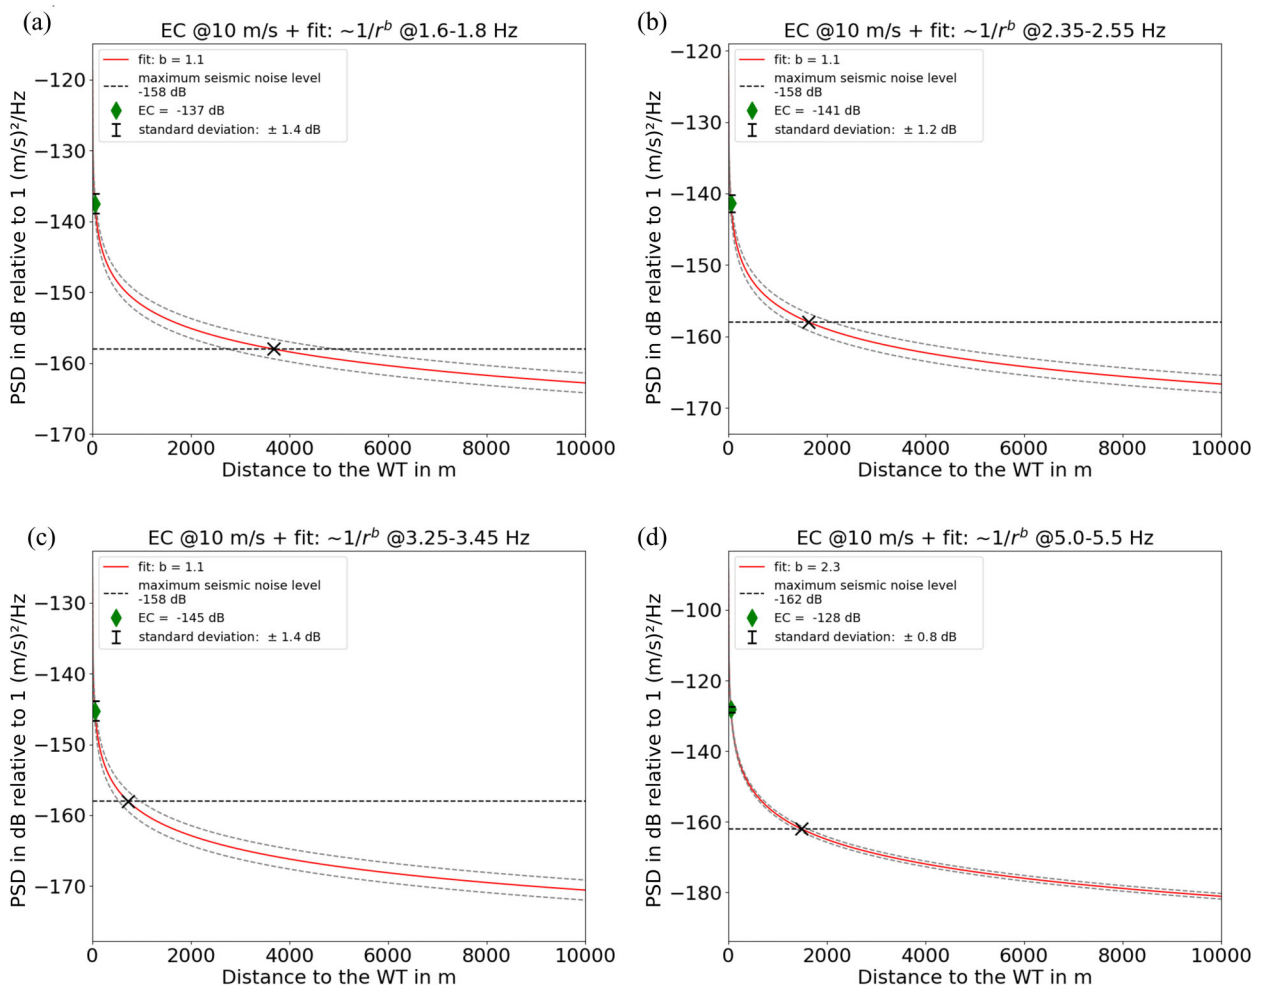 (a)
EC @10 m/s + fit: ~1/r^b @1.6-1.8 Hz
fit: b = 1.1
maximum seismic noise level
-158 dB
EC = -137 dB
standard deviation: ± 1.4 dB
PSD in dB relative to 1 (m/s)²/Hz
−120
−130
−140
−150
−160
−170
0 2000 4000 6000 8000 10000
Distance to the WT in m
(b)
EC @10 m/s + fit: ~1/r^b @2.35-2.55 Hz
fit: b = 1.1
maximum seismic noise level
-158 dB
EC = -141 dB
standard deviation: ± 1.2 dB
PSD in dB relative to 1 (m/s)²/Hz
−120
−130
−140
−150
−160
−170
0 2000 4000 6000 8000 10000
Distance to the WT in m
(c)
EC @10 m/s + fit: ~1/r^b @3.25-3.45 Hz
fit: b = 1.1
maximum seismic noise level
-158 dB
EC = -145 dB
standard deviation: ± 1.4 dB
PSD in dB relative to 1 (m/s)²/Hz
−130
−140
−150
−160
−170
0 2000 4000 6000 8000 10000
Distance to the WT in m
(d)
EC @10 m/s + fit: ~1/r^b @5.0-5.5 Hz
fit: b = 2.3
maximum seismic noise level
-162 dB
EC = -128 dB
standard deviation: ± 0.8 dB
PSD in dB relative to 1 (m/s)²/Hz
−100
−120
−140
−160
−180
0 2000 4000 6000 8000 10000
Distance to the WT in m